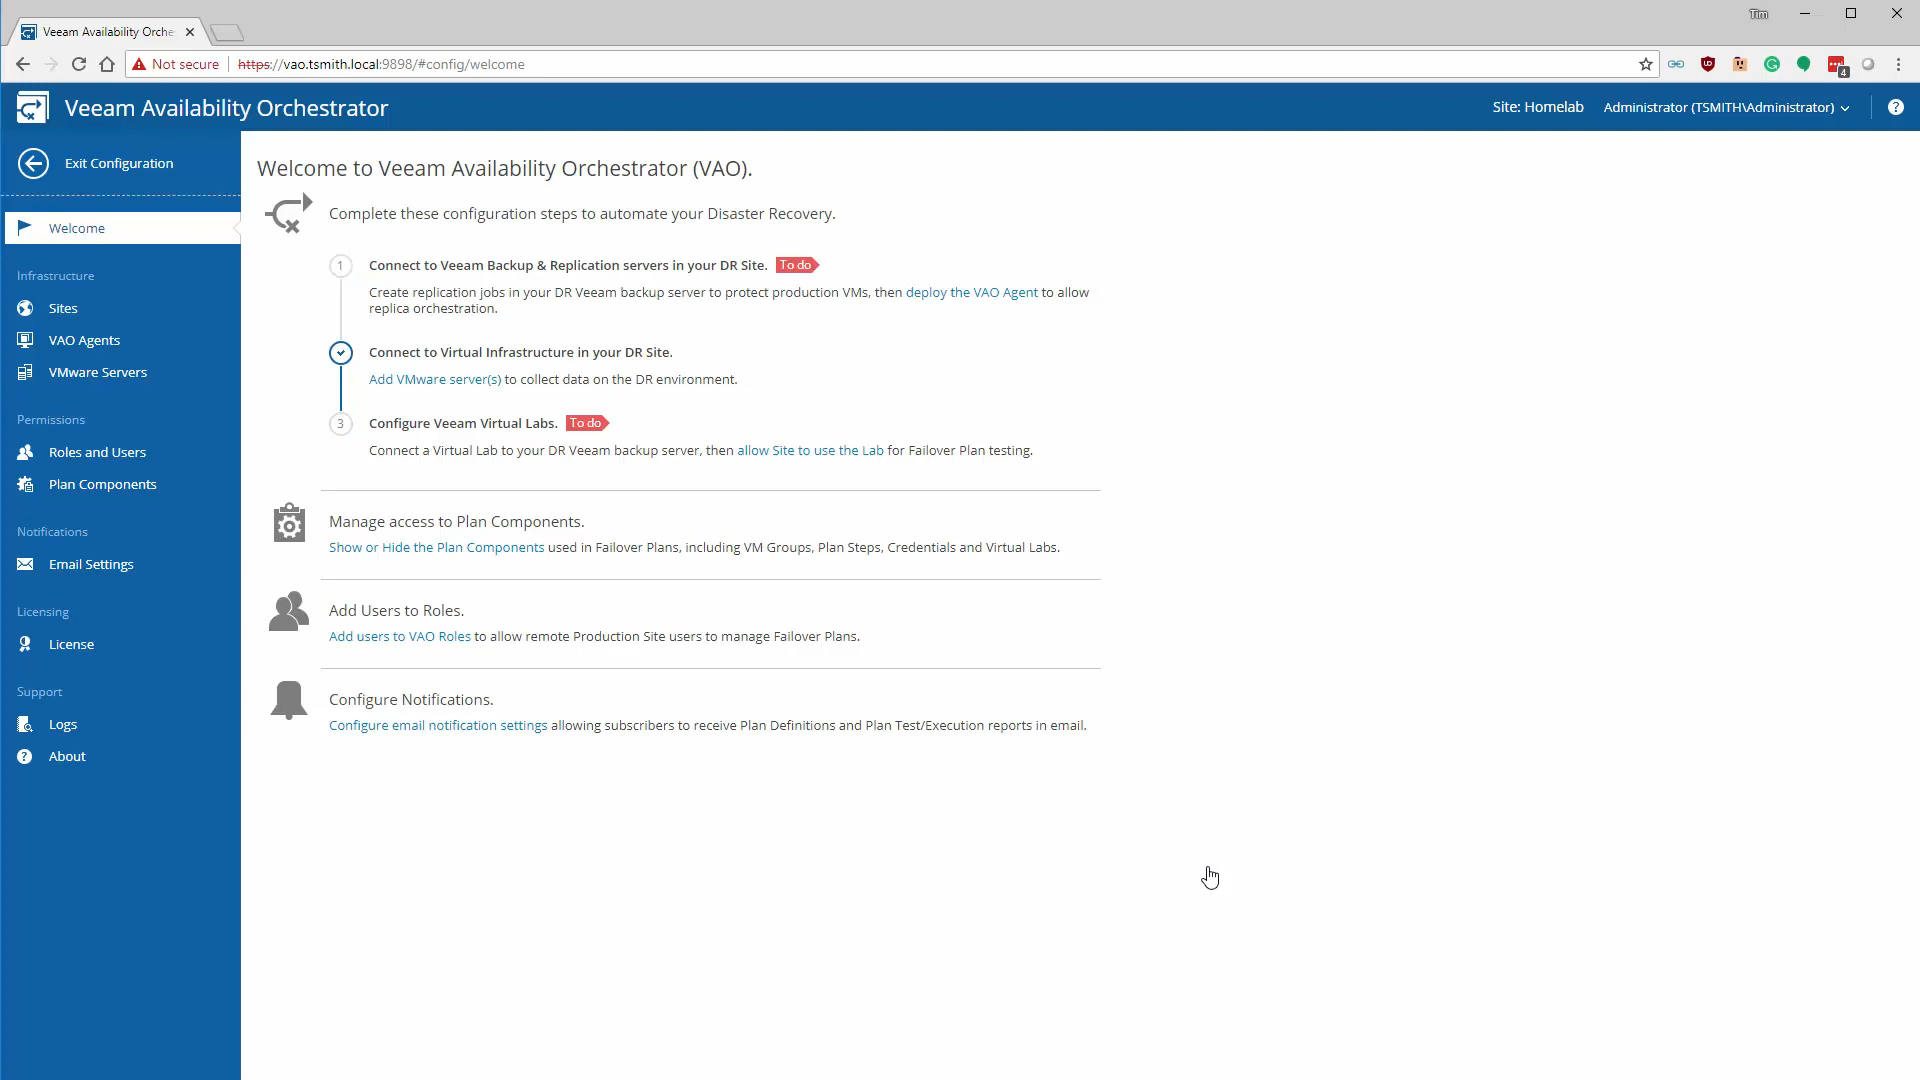 Tim
Veeam Availability Orche
Not secure
https://vao.tsmith.local:9898/#config/welcome
4
Veeam Availability Orchestrator
Site: Homelab
Administrator (TSMITH\Administrator)
?
Exit Configuration
Welcome
Infrastructure
Sites
VAO Agents
VMware Servers
Permissions
Roles and Users
Plan Components
Notifications
Email Settings
Licensing
License
Support
Logs
About
Welcome to Veeam Availability Orchestrator (VAO).
Complete these configuration steps to automate your Disaster Recovery.
1 Connect to Veeam Backup & Replication servers in your DR Site. To do
Create replication jobs in your DR Veeam backup server to protect production VMs, then deploy the VAO Agent to allow
replica orchestration.
Connect to Virtual Infrastructure in your DR Site.
Add VMware server(s) to collect data on the DR environment.
3 Configure Veeam Virtual Labs. To do
Connect a Virtual Lab to your DR Veeam backup server, then allow Site to use the Lab for Failover Plan testing.
Manage access to Plan Components.
Show or Hide the Plan Components used in Failover Plans, including VM Groups, Plan Steps, Credentials and Virtual Labs.
Add Users to Roles.
Add users to VAO Roles to allow remote Production Site users to manage Failover Plans.
Configure Notifications.
Configure email notification settings allowing subscribers to receive Plan Definitions and Plan Test/Execution reports in email.